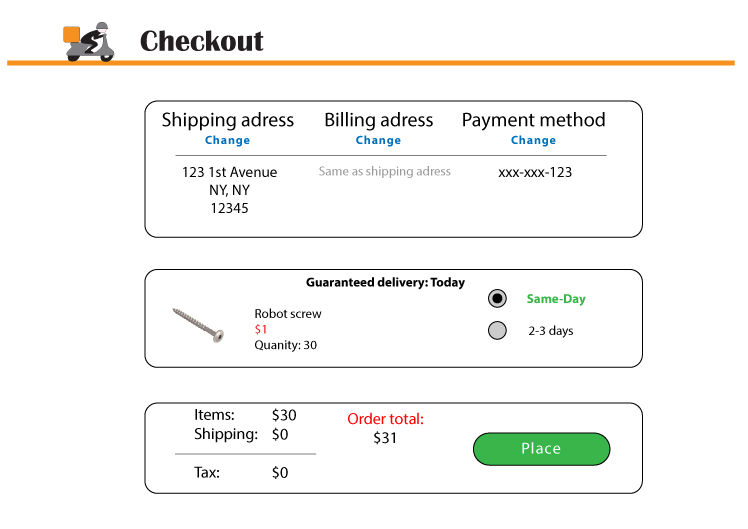 Checkout
Shipping adress
Change
Billing adress
Change
Payment method
Change
123 1st Avenue
NY, NY
12345
Same as shipping adress
xxx-xxx-123
Guaranteed delivery: Today
Robot screw
$1
Quanity: 30
Same-Day
2-3 days
Items: $30
Shipping: $0
Tax: $0
Order total:
$31
Place